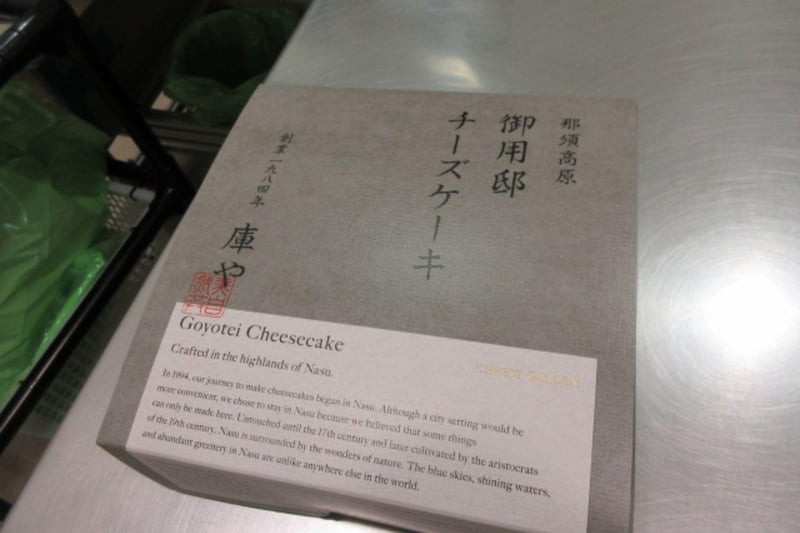 那須高原
御用邸
チーズケーキ
創業一九八四年
庫や
Goyotei Cheesecake
Crafted in the highlands of Nasu.
In 1994, our journey to make cheesecakes began in Nasu. Although a city setting would be
more convenient, we chose to stay in Nasu because we believed that some things
can only be made here. Untouched until the 17th century and later cultivated by the aristocrats
of the 19th century. Nasu is surrounded by the wonders of nature. The blue skies, shining waters,
and abundant greenery in Nasu are unlike anywhere else in the world.